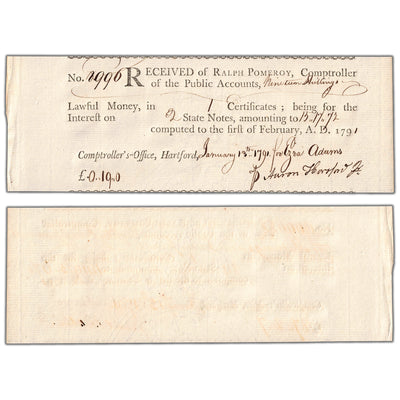 No. 2996 RECEIVED of RALPH POMEROY, Comptroller
of the Public Accounts, Nineteen Shillings
Lawful Money, in 1 Certificates; being for the
Interest on 2 State Notes, amounting to
computed to the first of February, A. D. 1791
Comptroller's-Office, Hartford, January 13th 1791 for Ezra Adams
£0.19.0 Aaron